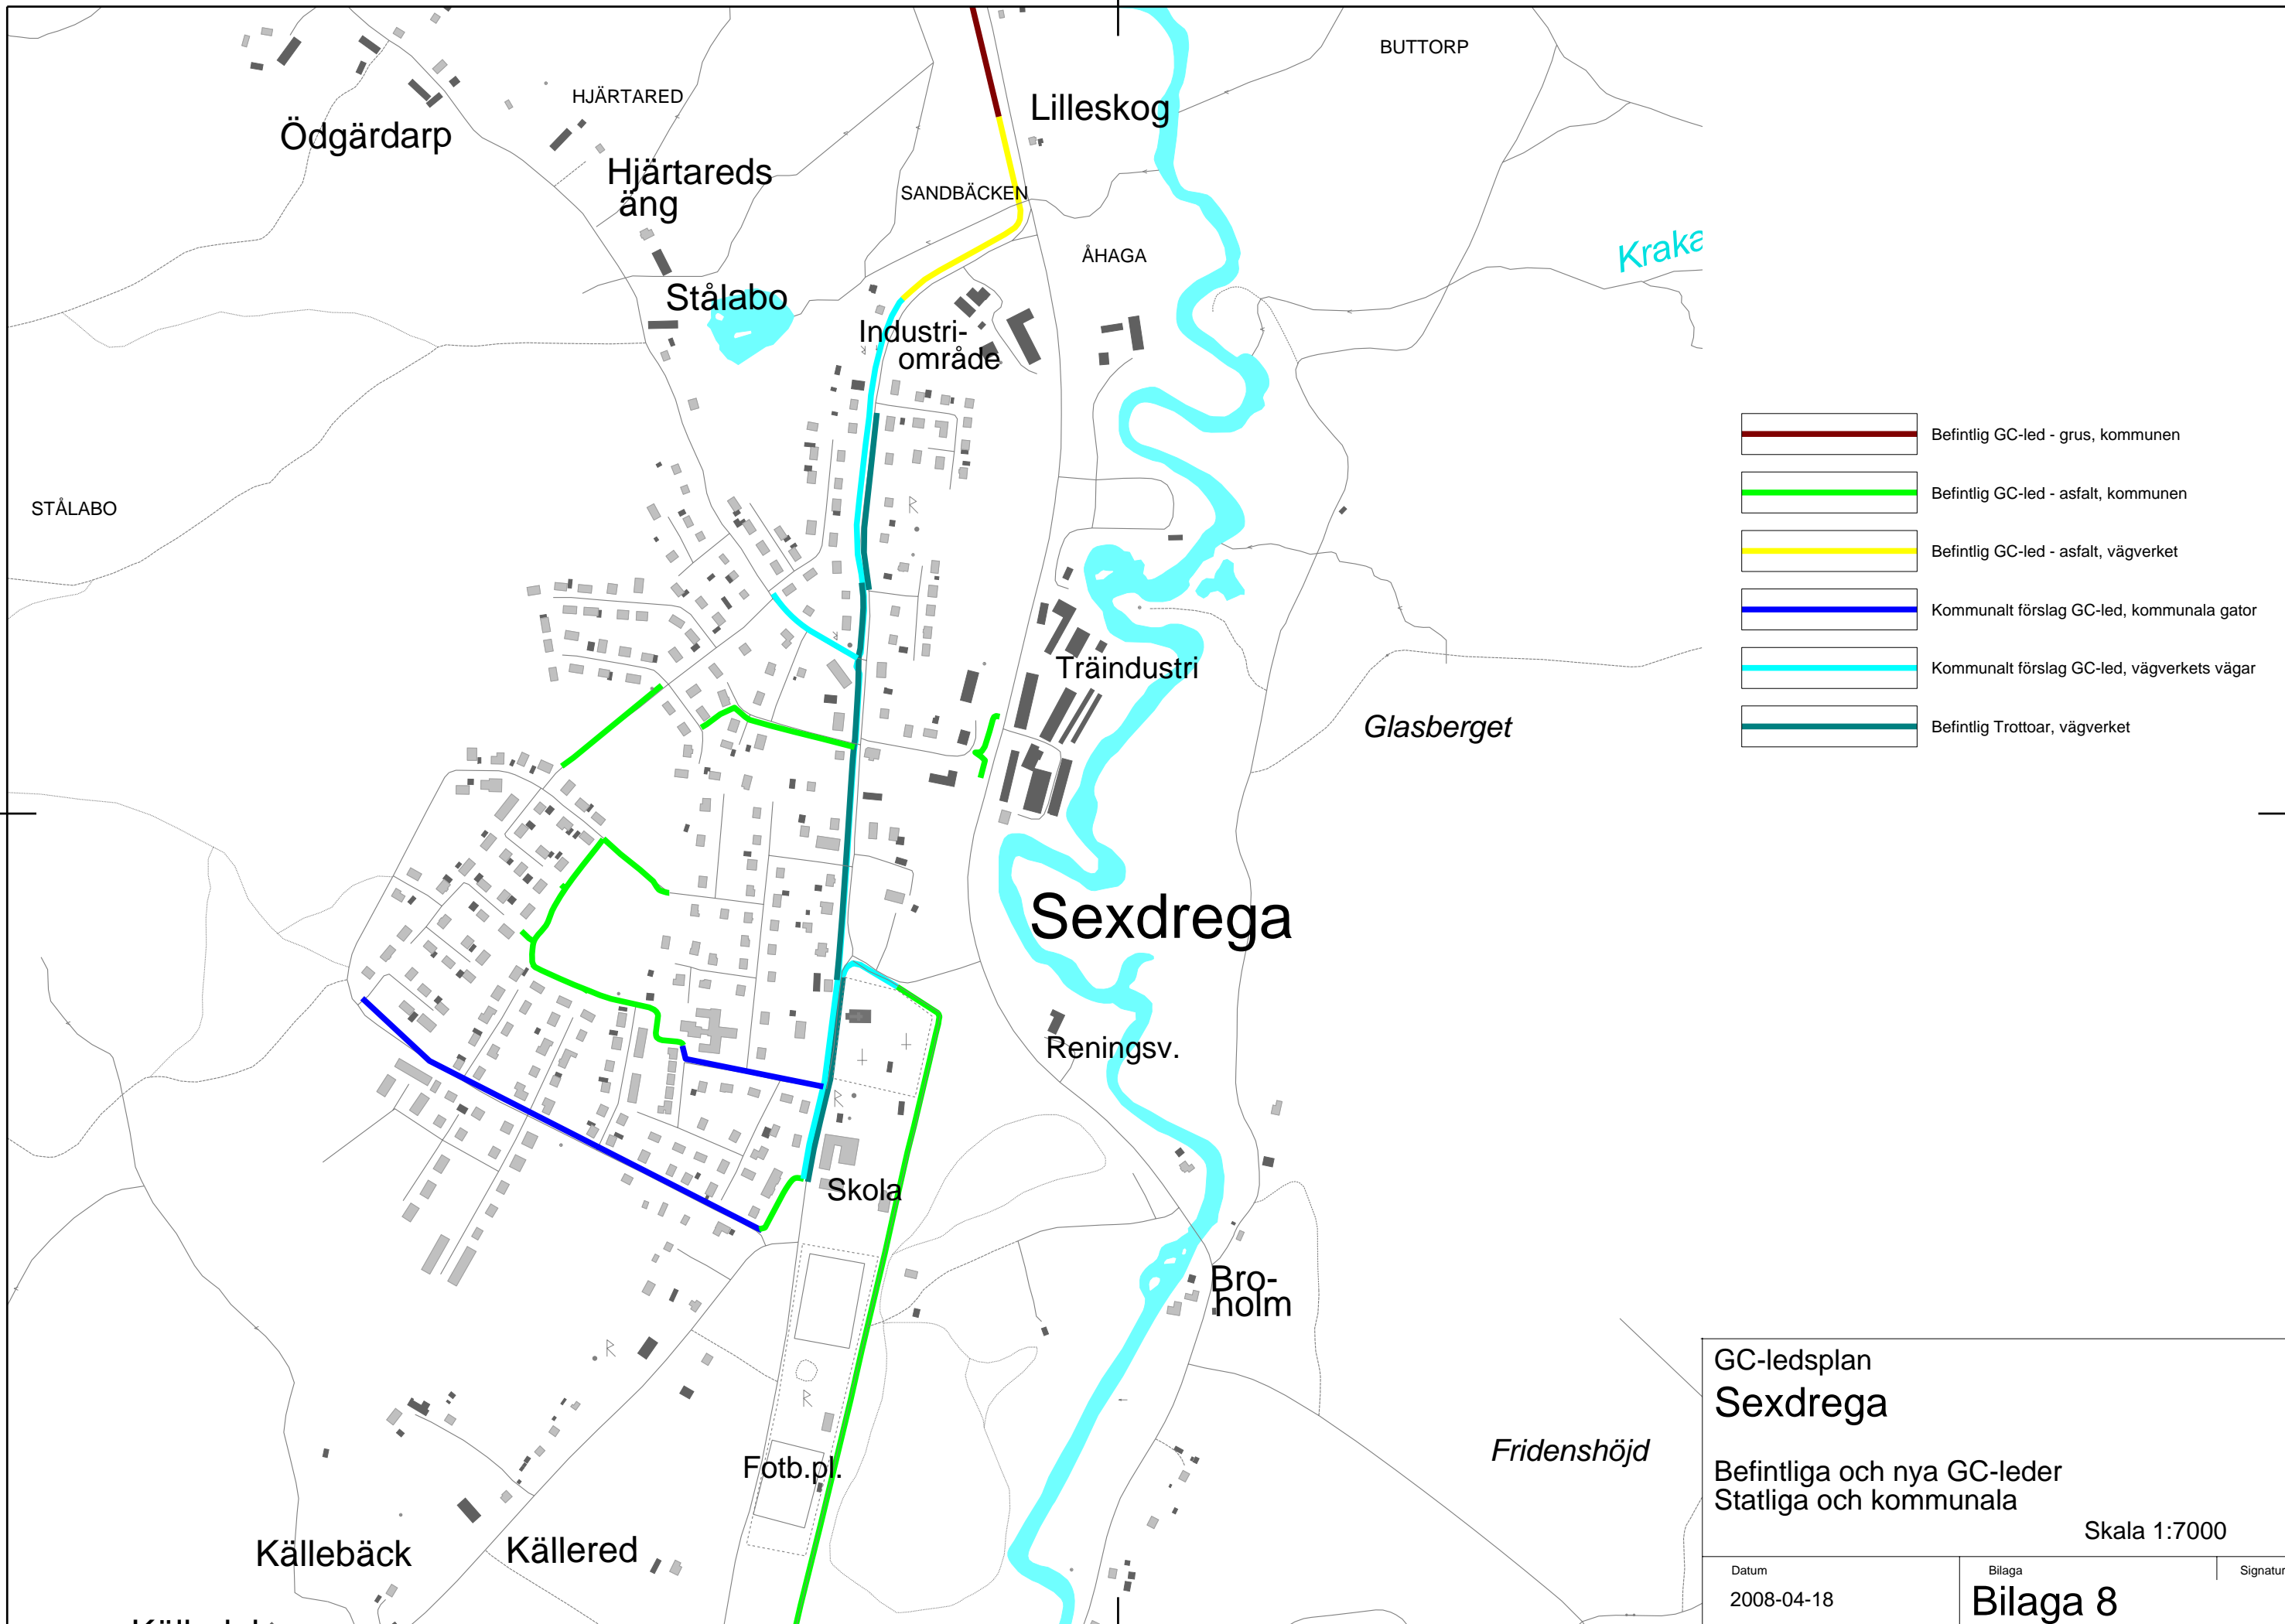 BUTTORP
HJÄRTARED
Lilleskog
Ödgärdarp
Hjärtareds
äng
SANDBÄCKEN
ÅHAGA
Kraka
Stålabo
Industri-
område
STÅLABO
Befintlig GC-led - grus, kommunen
Befintlig GC-led - asfalt, kommunen
Befintlig GC-led - asfalt, vägverket
Kommunalt förslag GC-led, kommunala gator
Kommunalt förslag GC-led, vägverkets vägar
Befintlig Trottoar, vägverket
Träindustri
Glasberget
Sexdrega
Reningsv.
Skola
Bro-
holm
Fotb.pl.
Fridenshöjd
Källebäck
Källered
GC-ledsplan
Sexdrega
Befintliga och nya GC-leder
Statliga och kommunala
Skala 1:7000
Datum
2008-04-18
Bilaga
Bilaga 8
Signatur